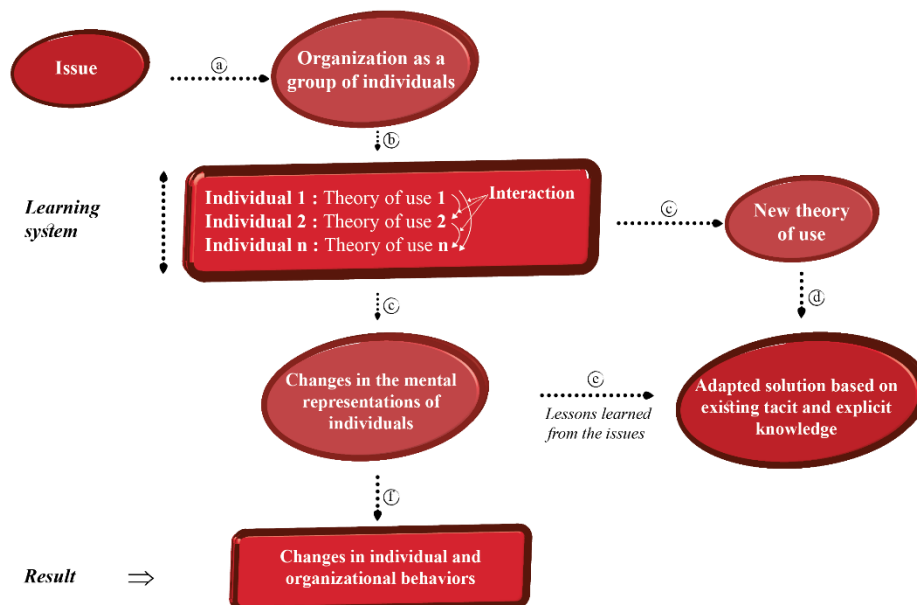 Issue
ⓐ
Organization as a
group of individuals
ⓑ
Learning
system
Individual 1 : Theory of use 1
Individual 2 : Theory of use 2
Individual n : Theory of use n
Interaction
ⓒ
New theory
of use
ⓒ
ⓓ
Changes in the mental
representations of
individuals
ⓔ
Lessons learned
from the issues
Adapted solution based on
existing tacit and explicit
knowledge
ⓕ
Result ⇒
Changes in individual and
organizational behaviors